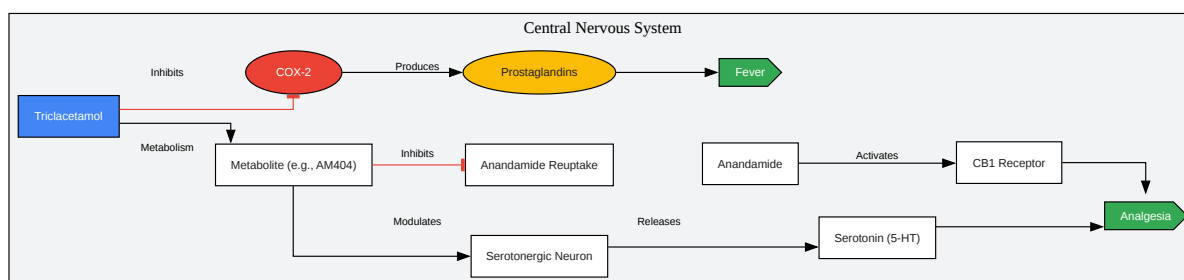 Central Nervous System
Inhibits
COX-2
Produces
Prostaglandins
Fever
Triclacetamol
Metabolism
Metabolite (e.g., AM404)
Inhibits
Anandamide Reuptake
Anandamide
Activates
CB1 Receptor
Modulates
Releases
Analgesia
Serotonergic Neuron
Serotonin (5-HT)